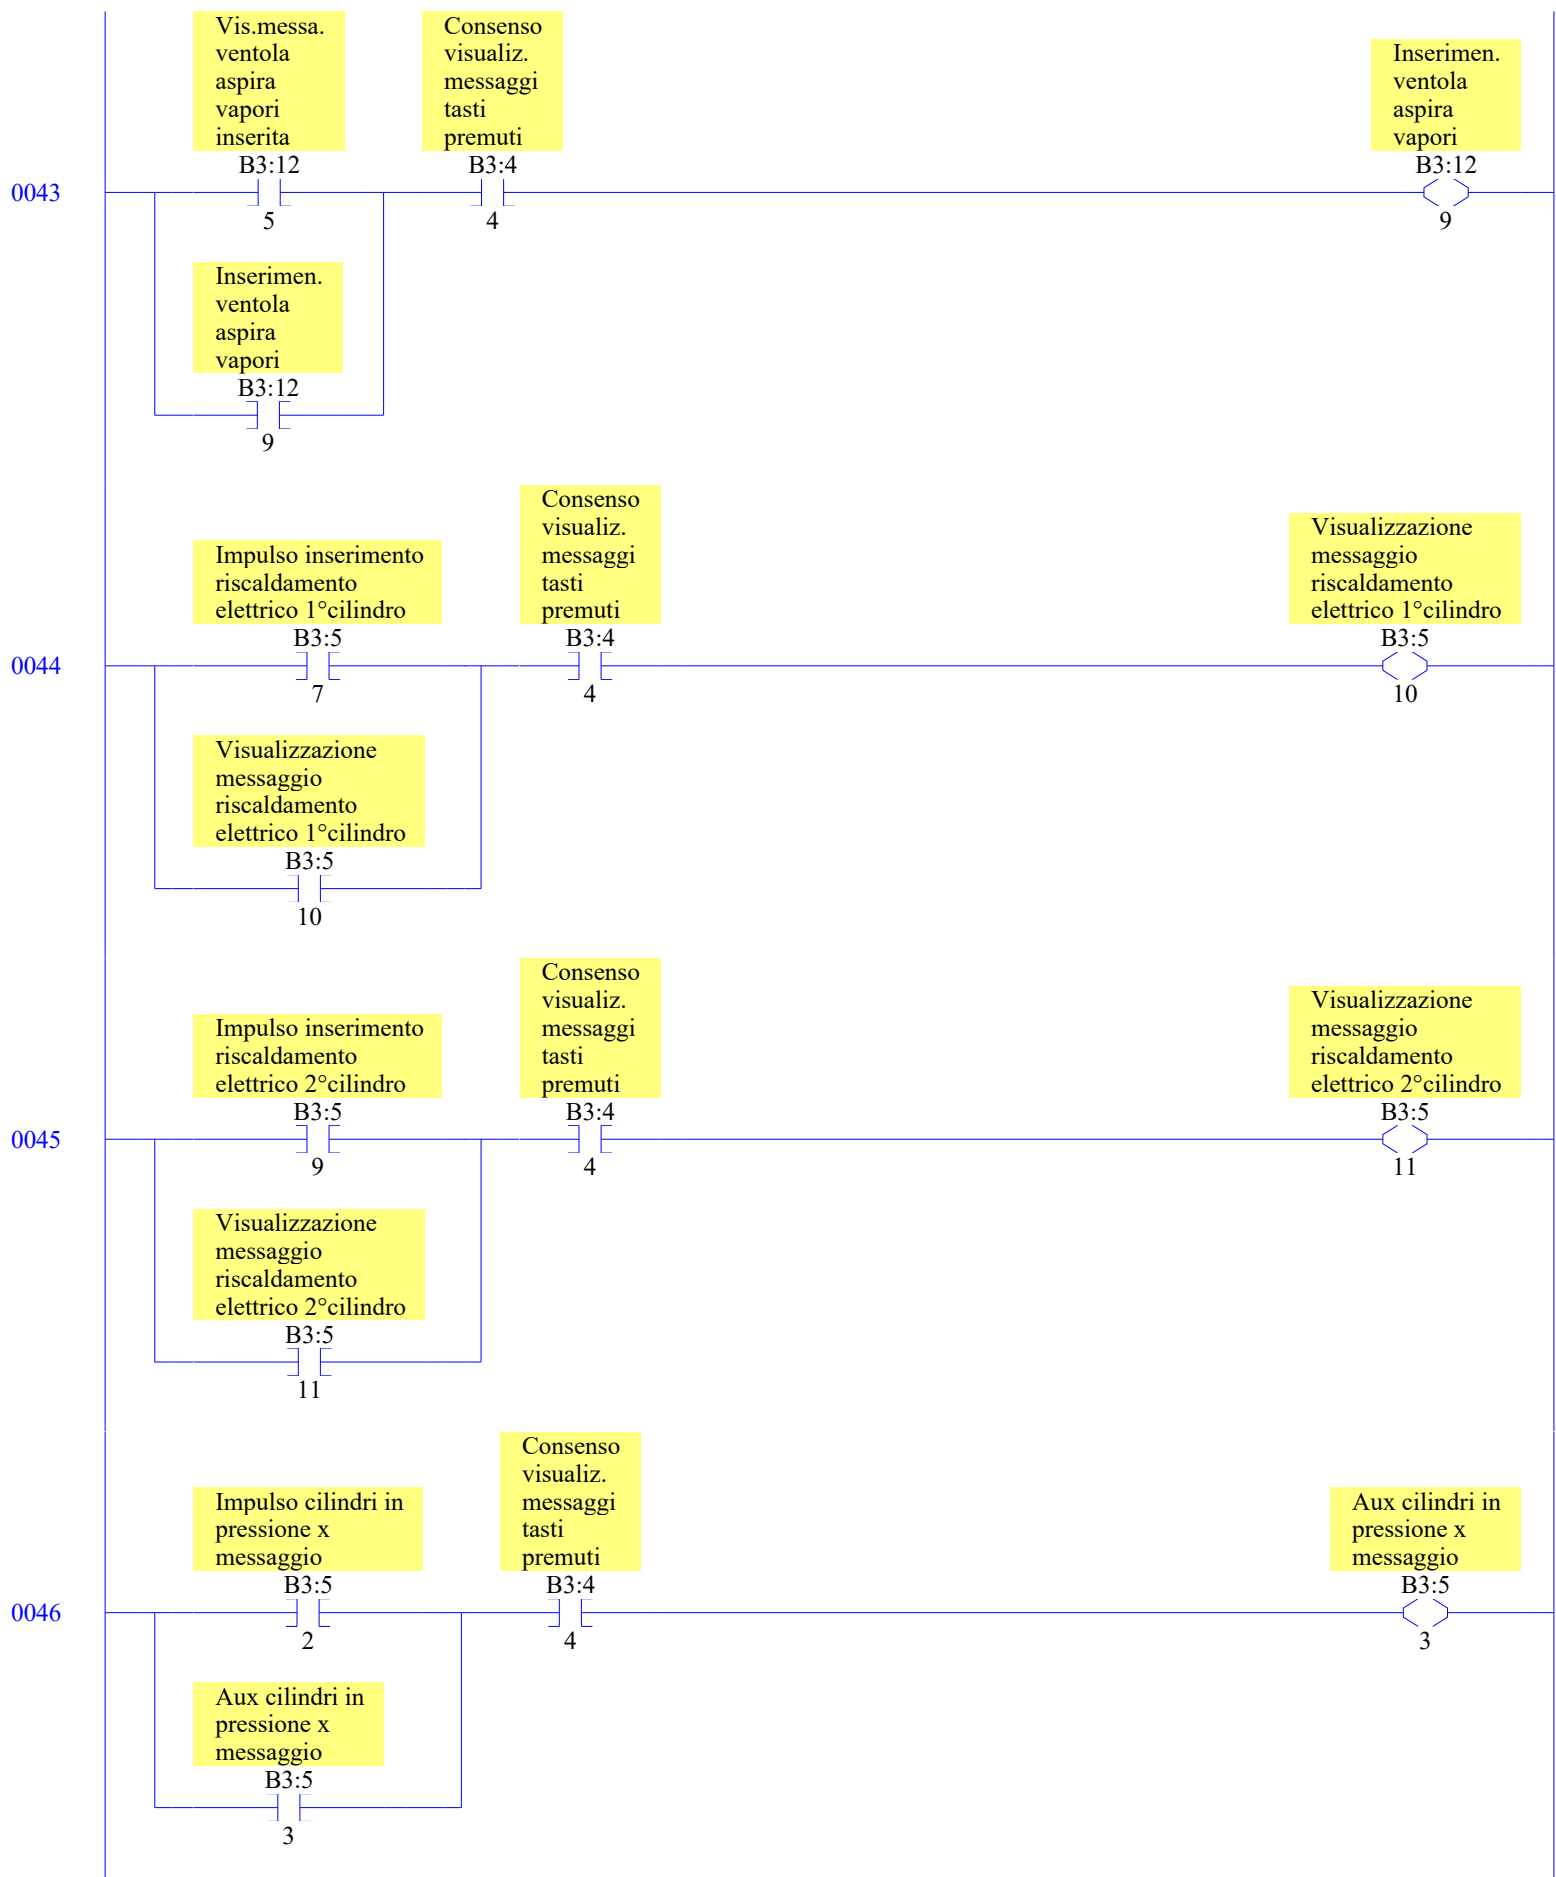 Vis.messa.
ventola
aspira
vapori
inserita
B3:12
5
Consenso
visualiz.
messaggi
tasti
premuti
B3:4
4
Inserimen.
ventola
aspira
vapori
B3:12
9
0043
Inserimen.
ventola
aspira
vapori
B3:12
9
Impulso inserimento
riscaldamento
elettrico 1°cilindro
B3:5
7
Consenso
visualiz.
messaggi
tasti
premuti
B3:4
4
Visualizzazione
messaggio
riscaldamento
elettrico 1°cilindro
B3:5
10
0044
Visualizzazione
messaggio
riscaldamento
elettrico 1°cilindro
B3:5
10
Impulso inserimento
riscaldamento
elettrico 2°cilindro
B3:5
9
Consenso
visualiz.
messaggi
tasti
premuti
B3:4
4
Visualizzazione
messaggio
riscaldamento
elettrico 2°cilindro
B3:5
11
0045
Visualizzazione
messaggio
riscaldamento
elettrico 2°cilindro
B3:5
11
Impulso cilindri in
pressione x
messaggio
B3:5
2
Consenso
visualiz.
messaggi
tasti
premuti
B3:4
4
Aux cilindri in
pressione x
messaggio
B3:5
3
0046
Aux cilindri in
pressione x
messaggio
B3:5
3